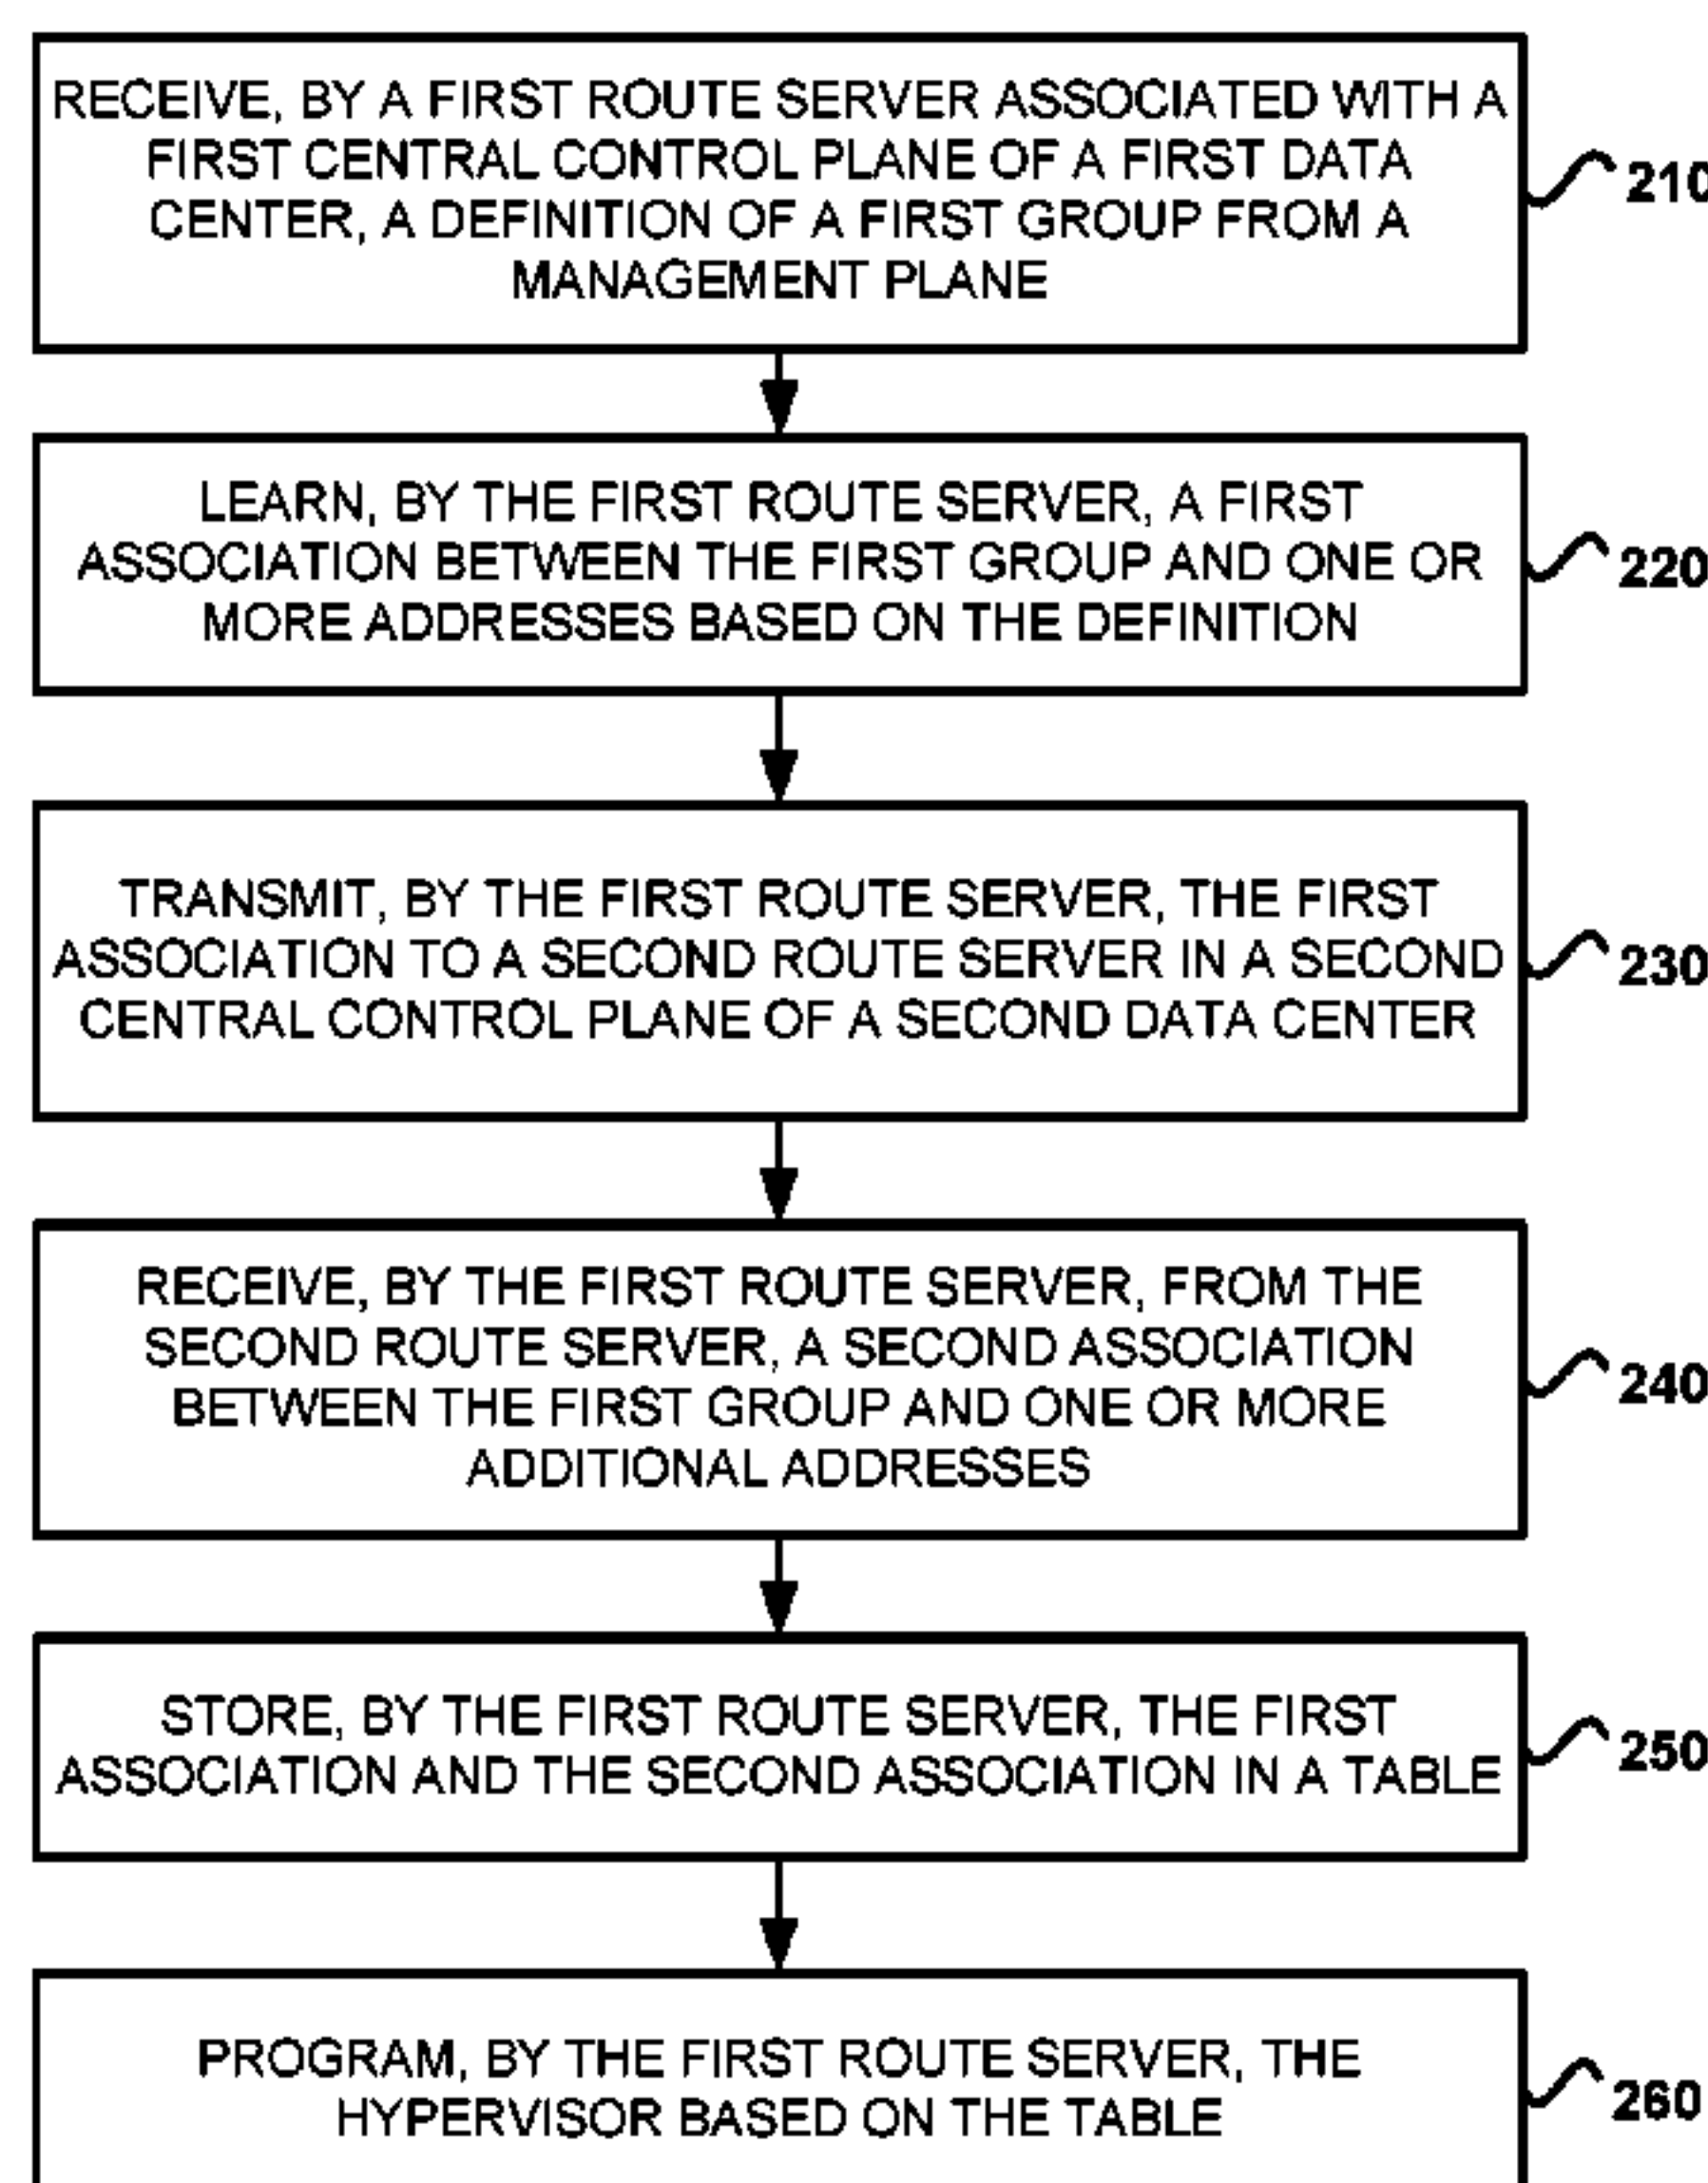 RECEIVE, BY A FIRST ROUTE SERVER ASSOCIATED WITH A
FIRST CENTRAL CONTROL PLANE OF A FIRST DATA
CENTER, A DEFINITION OF A FIRST GROUP FROM A
MANAGEMENT PLANE
210
LEARN, BY THE FIRST ROUTE SERVER, A FIRST
ASSOCIATION BETWEEN THE FIRST GROUP AND ONE OR
MORE ADDRESSES BASED ON THE DEFINITION
220
TRANSMIT, BY THE FIRST ROUTE SERVER, THE FIRST
ASSOCIATION TO A SECOND ROUTE SERVER IN A SECOND
CENTRAL CONTROL PLANE OF A SECOND DATA CENTER
230
RECEIVE, BY THE FIRST ROUTE SERVER, FROM THE
SECOND ROUTE SERVER, A SECOND ASSOCIATION
BETWEEN THE FIRST GROUP AND ONE OR MORE
ADDITIONAL ADDRESSES
240
STORE, BY THE FIRST ROUTE SERVER, THE FIRST
ASSOCIATION AND THE SECOND ASSOCIATION IN A TABLE
250
PROGRAM, BY THE FIRST ROUTE SERVER, THE
HYPERVISOR BASED ON THE TABLE
260